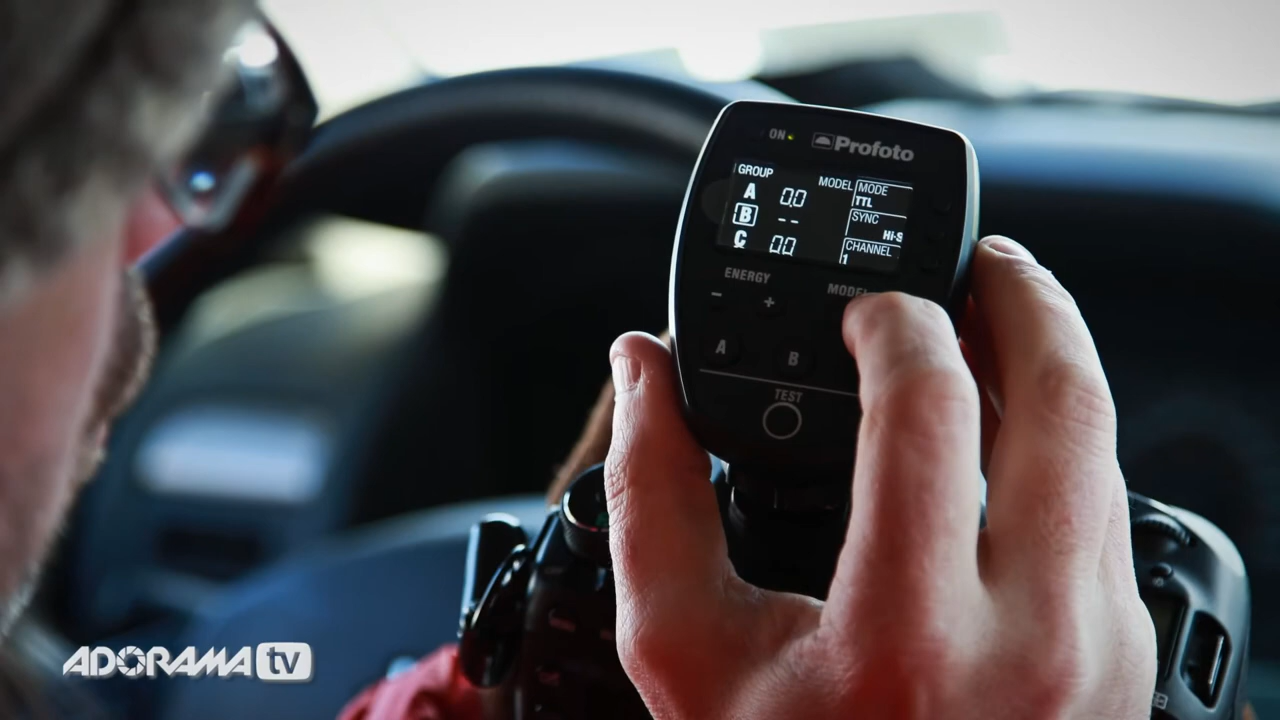 ON
Profoto
GROUP
MODEL
MODE
A
0.0
TTL
B
--
SYNC
Hi-S
C
0.0
CHANNEL
1
ENERGY
MODEL
- +
A
B
TEST
ADORAMA tv